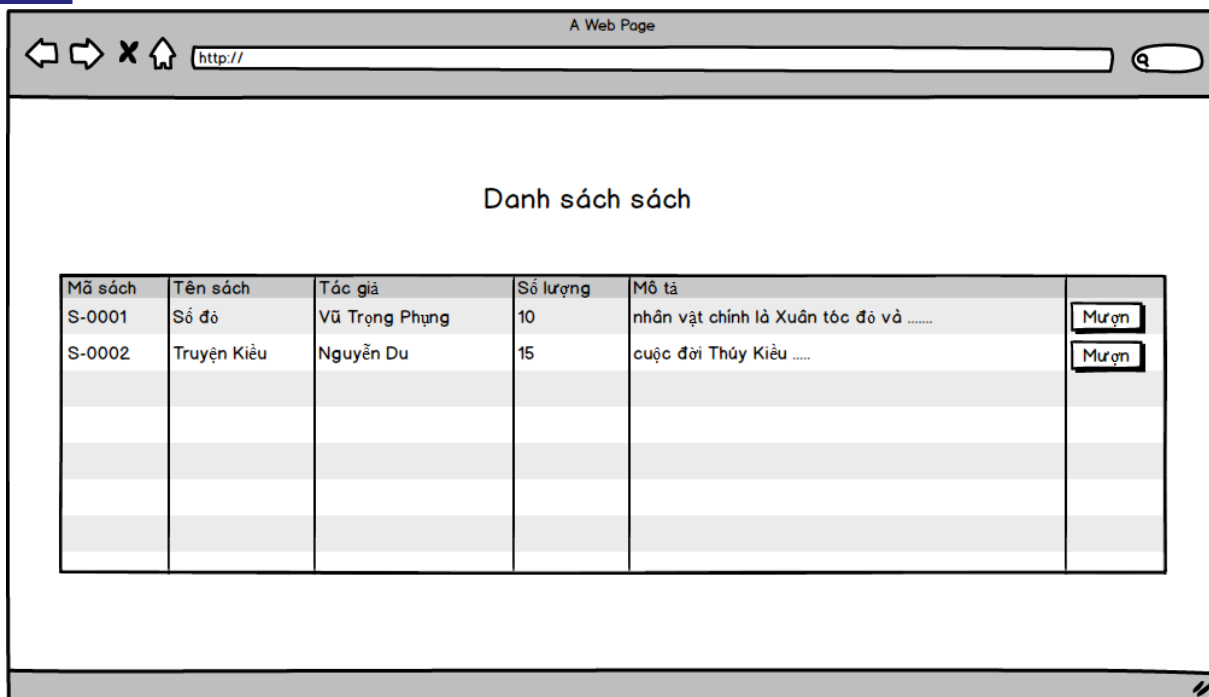 A Web Page
http://
Danh sách sách
Mã sách Tên sách Tác giả Số lượng Mô tả
S-0001 Số đỏ Vũ Trọng Phụng 10 nhân vật chính là Xuân tóc đỏ và ....... Mượn
S-0002 Truyện Kiều Nguyễn Du 15 cuộc đời Thúy Kiều ..... Mượn